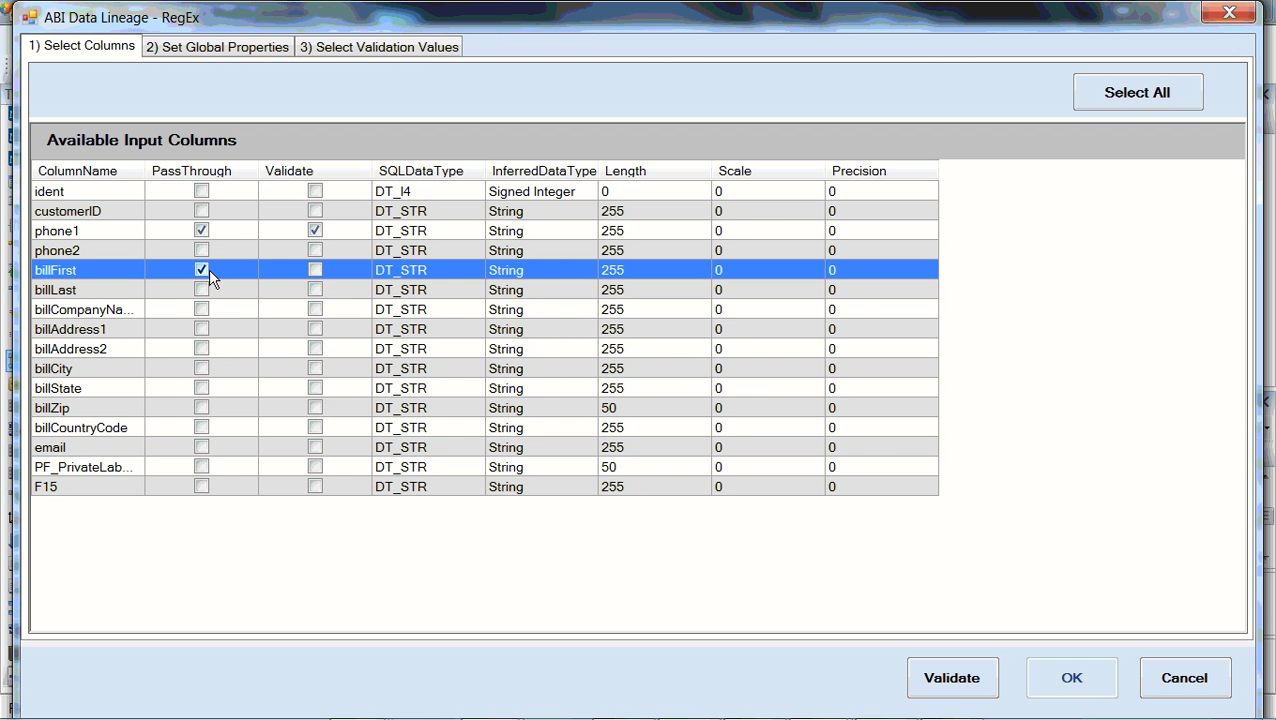 ABI Data Lineage - RegEx
1) Select Columns 2) Set Global Properties 3) Select Validation Values
Select All
Available Input Columns
ColumnName PassThrough Validate SQLDataType InferredDataType Length Scale Precision
ident DT_I4 Signed Integer 0 0 0
customerID DT_STR String 255 0 0
phone1 DT_STR String 255 0 0
phone2 DT_STR String 255 0 0
billFirst DT_STR String 255 0 0
billLast DT_STR String 255 0 0
billCompanyNa... DT_STR String 255 0 0
billAddress1 DT_STR String 255 0 0
billAddress2 DT_STR String 255 0 0
billCity DT_STR String 255 0 0
billState DT_STR String 255 0 0
billZip DT_STR String 50 0 0
billCountryCode DT_STR String 255 0 0
email DT_STR String 255 0 0
PF_PrivateLab... DT_STR String 50 0 0
F15 DT_STR String 255 0 0
Validate OK Cancel